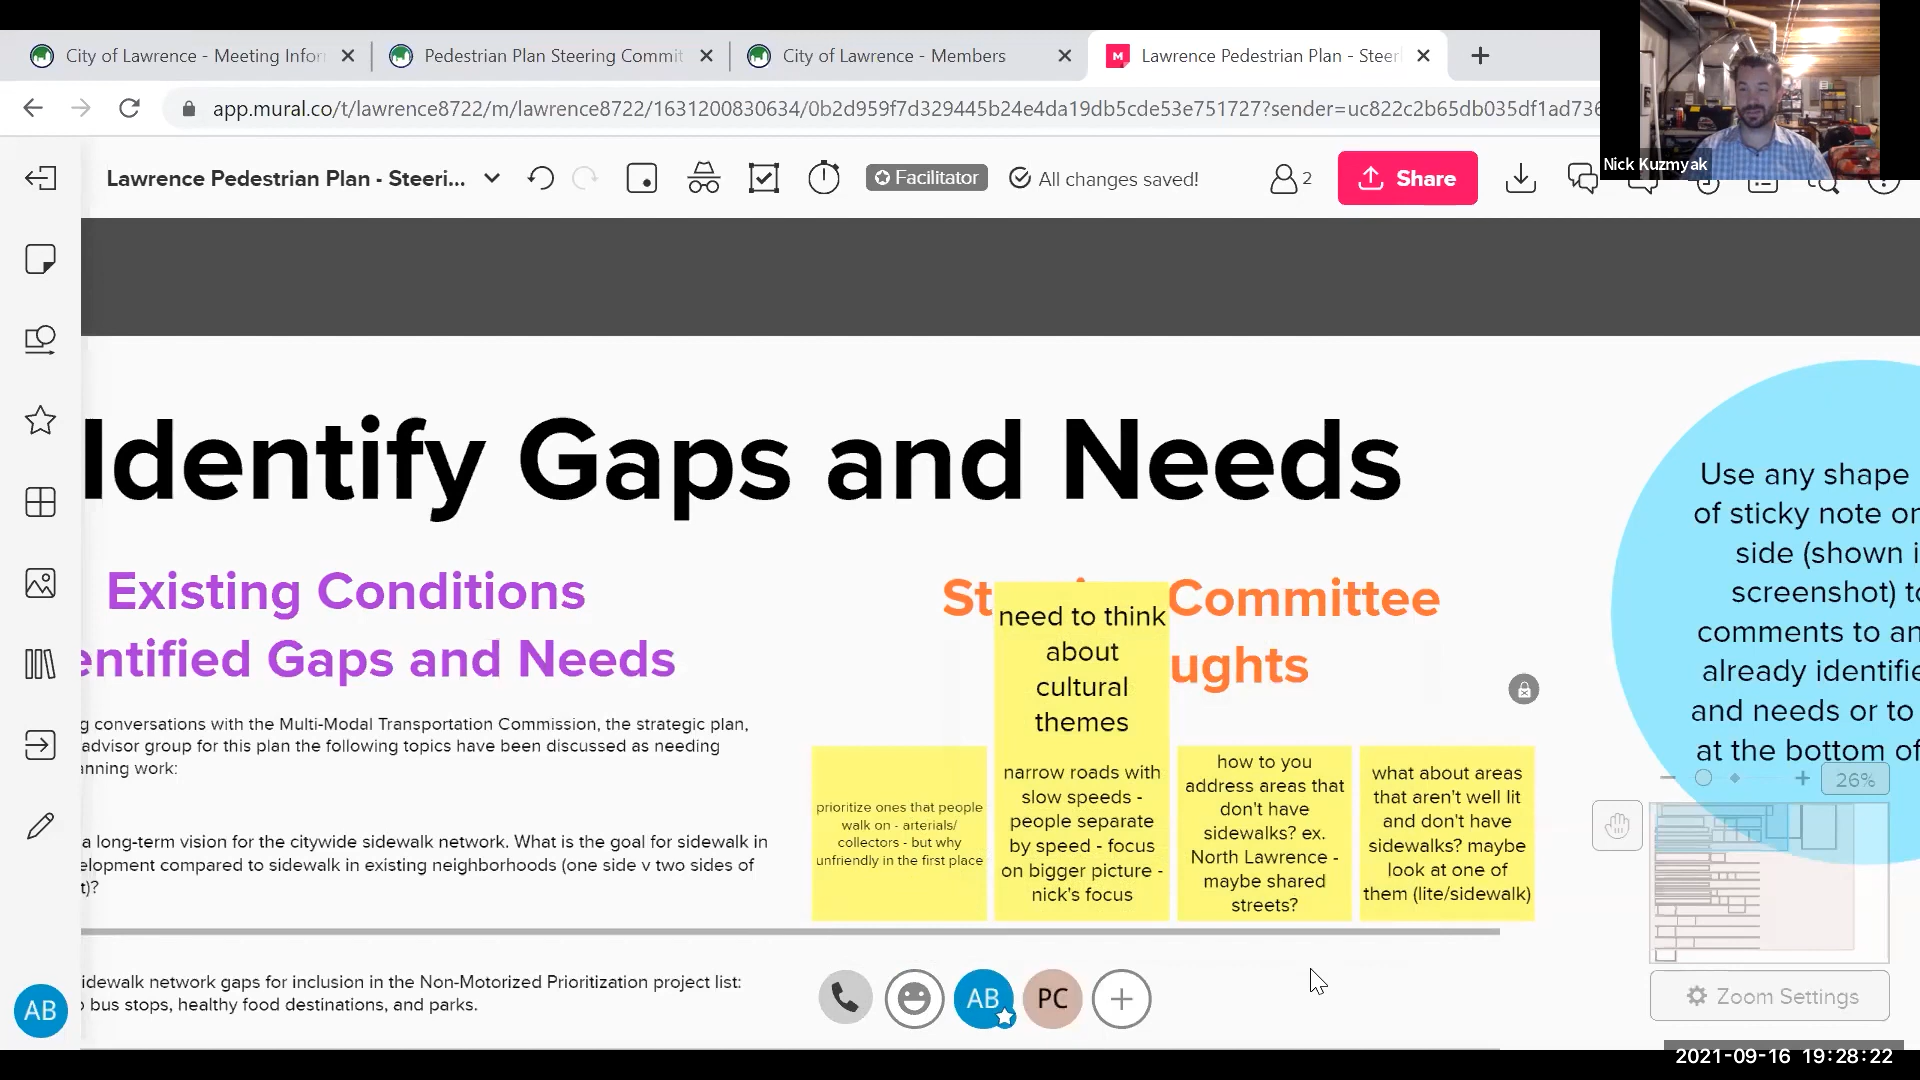 City of Lawrence - Meeting Infor
Pedestrian Plan Steering Committ
City of Lawrence - Members
Lawrence Pedestrian Plan - Steer
app.mural.co/t/lawrence8722/m/lawrence8722/1631200830634/0b2d959f7d329445b24e4da19db5cde53e751727?sender=uc822c2b65db035df1ad736
Nick Kuzmyak
Lawrence Pedestrian Plan - Steeri...
Facilitator
All changes saved!
2
Share
Identify Gaps and Needs
Existing Conditions
entified Gaps and Needs
g conversations with the Multi-Modal Transportation Commission, the strategic plan,
advisor group for this plan the following topics have been discussed as needing
anning work:
a long-term vision for the citywide sidewalk network. What is the goal for sidewalk in
elopment compared to sidewalk in existing neighborhoods (one side v two sides of
t)?
idewalk network gaps for inclusion in the Non-Motorized Prioritization project list:
bus stops, healthy food destinations, and parks.
St Committee
ughts
need to think
about
cultural
themes
prioritize ones that people
walk on - arterials/
collectors - but why
unfriendly in the first place
narrow roads with
slow speeds -
people separate
by speed - focus
on bigger picture -
nick's focus
how to you
address areas that
don't have
sidewalks? ex.
North Lawrence -
maybe shared
streets?
what about areas
that aren't well lit
and don't have
sidewalks? maybe
look at one of
them (lite/sidewalk)
Use any shape
of sticky note on
side (shown i
screenshot) to
comments to an
already identifie
and needs or to
at the bottom of
26%
Zoom Settings
AB
AB
PC
2021-09-16 19:28:22